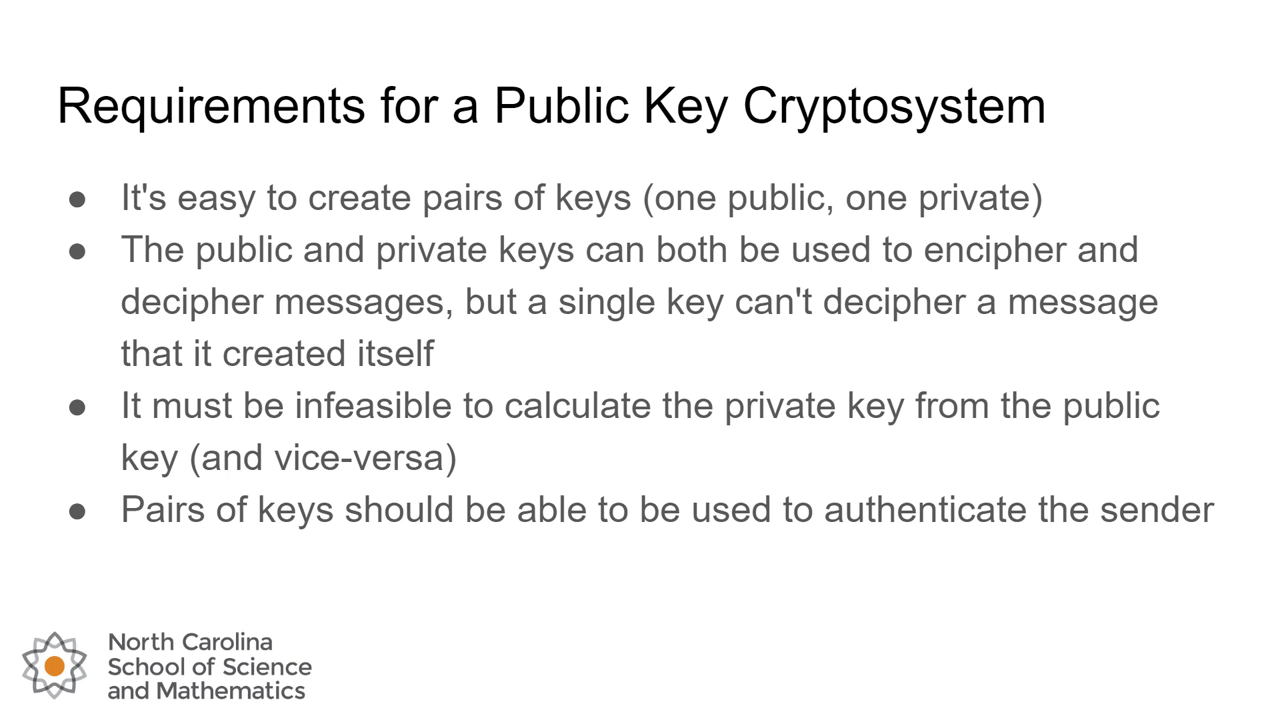 Requirements for a Public Key Cryptosystem
● It's easy to create pairs of keys (one public, one private)
● The public and private keys can both be used to encipher and
decipher messages, but a single key can't decipher a message
that it created itself
● It must be infeasible to calculate the private key from the public
key (and vice-versa)
● Pairs of keys should be able to be used to authenticate the sender
North Carolina
School of Science
and Mathematics